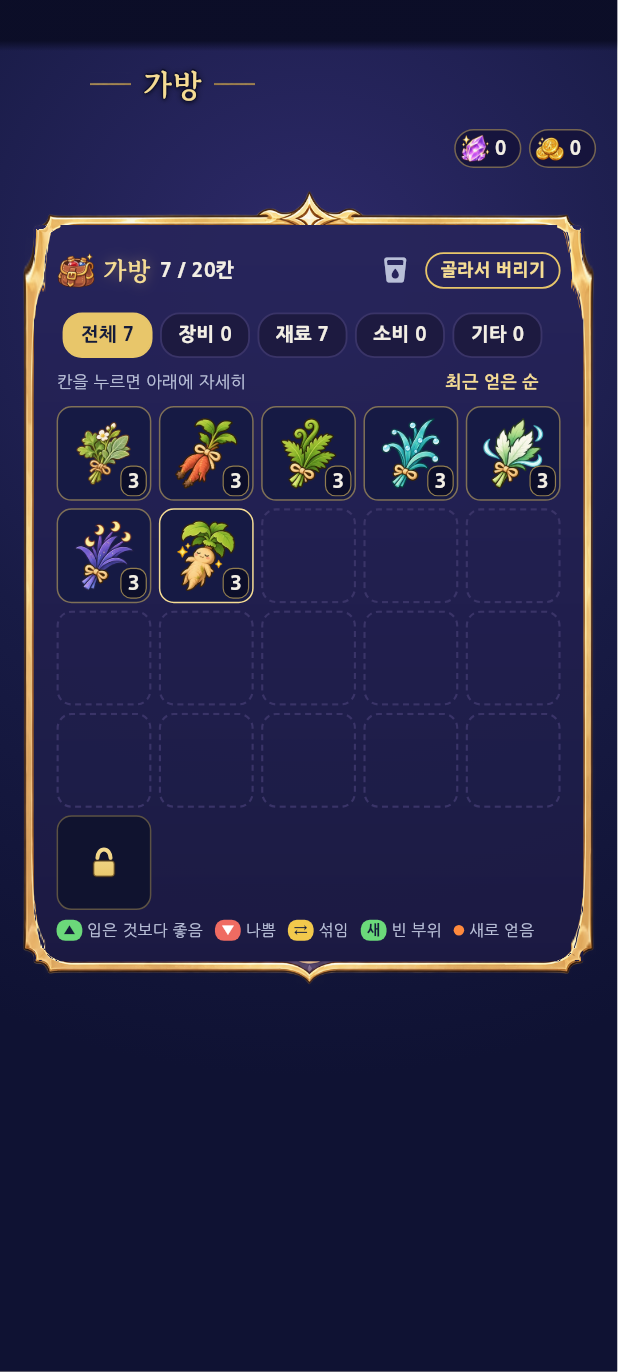 가방
0 0
가방 7 / 20칸 골라서 버리기
전체 7 장비 0 재료 7 소비 0 기타 0
칸을 누르면 아래에 자세히 최근 얻은 순
3 3 3 3 3
3 3
▲ 입은 것보다 좋음 ▼ 나쁨 ⇄ 섞임 새 빈 부위 새로 얻음